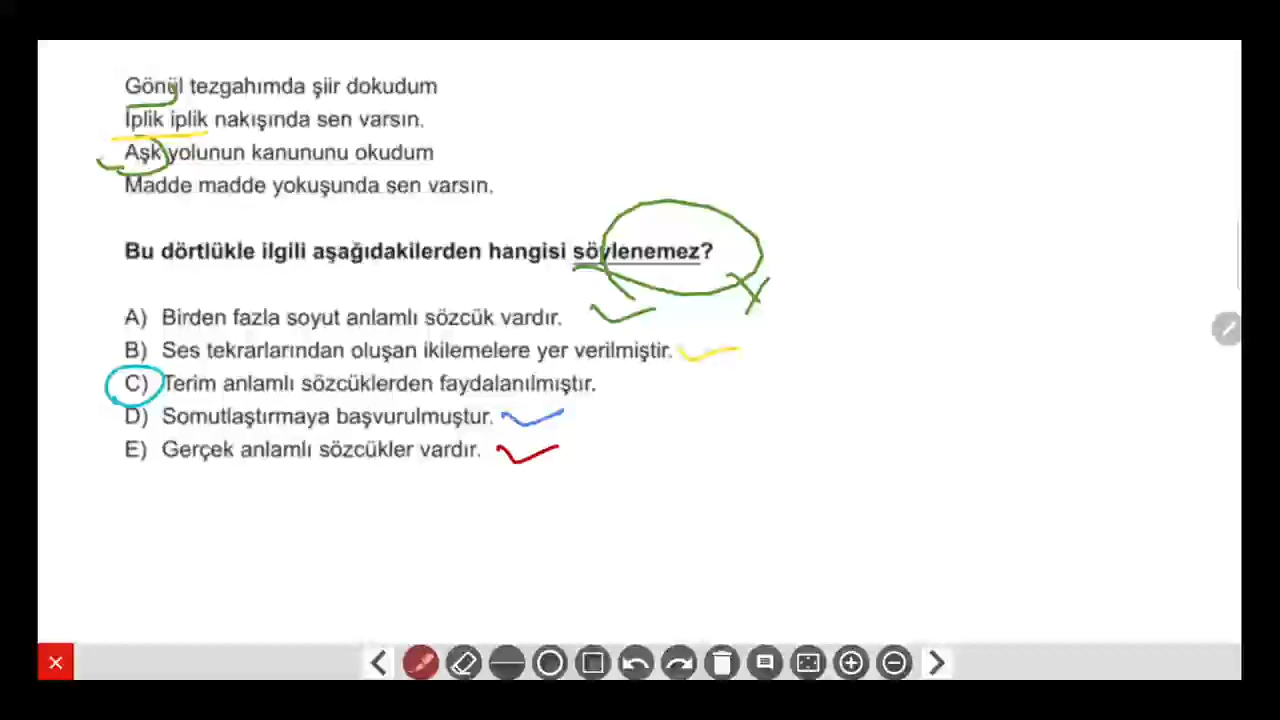 Gönül tezgahımda şiir dokudum
İplik iplik nakışında sen varsın.
Aşk yolunun kanununu okudum
Madde madde yokuşunda sen varsın.
Bu dörtlükle ilgili aşağıdakilerden hangisi söylenemez?
A) Birden fazla soyut anlamlı sözcük vardır.
B) Ses tekrarlarından oluşan ikilemelere yer verilmiştir.
C) Terim anlamlı sözcüklerden faydalanılmıştır.
D) Somutlaştırmaya başvurulmuştur.
E) Gerçek anlamlı sözcükler vardır.